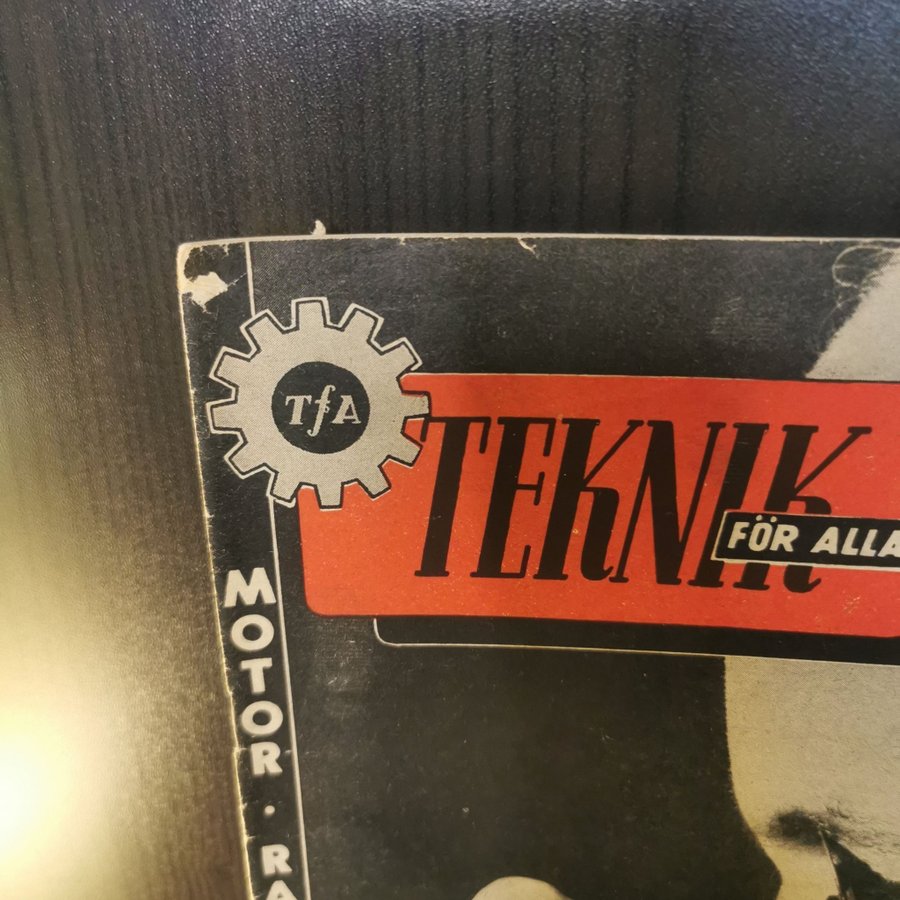 TfA
TEKNIK
FÖR ALLA
MOTOR · RA